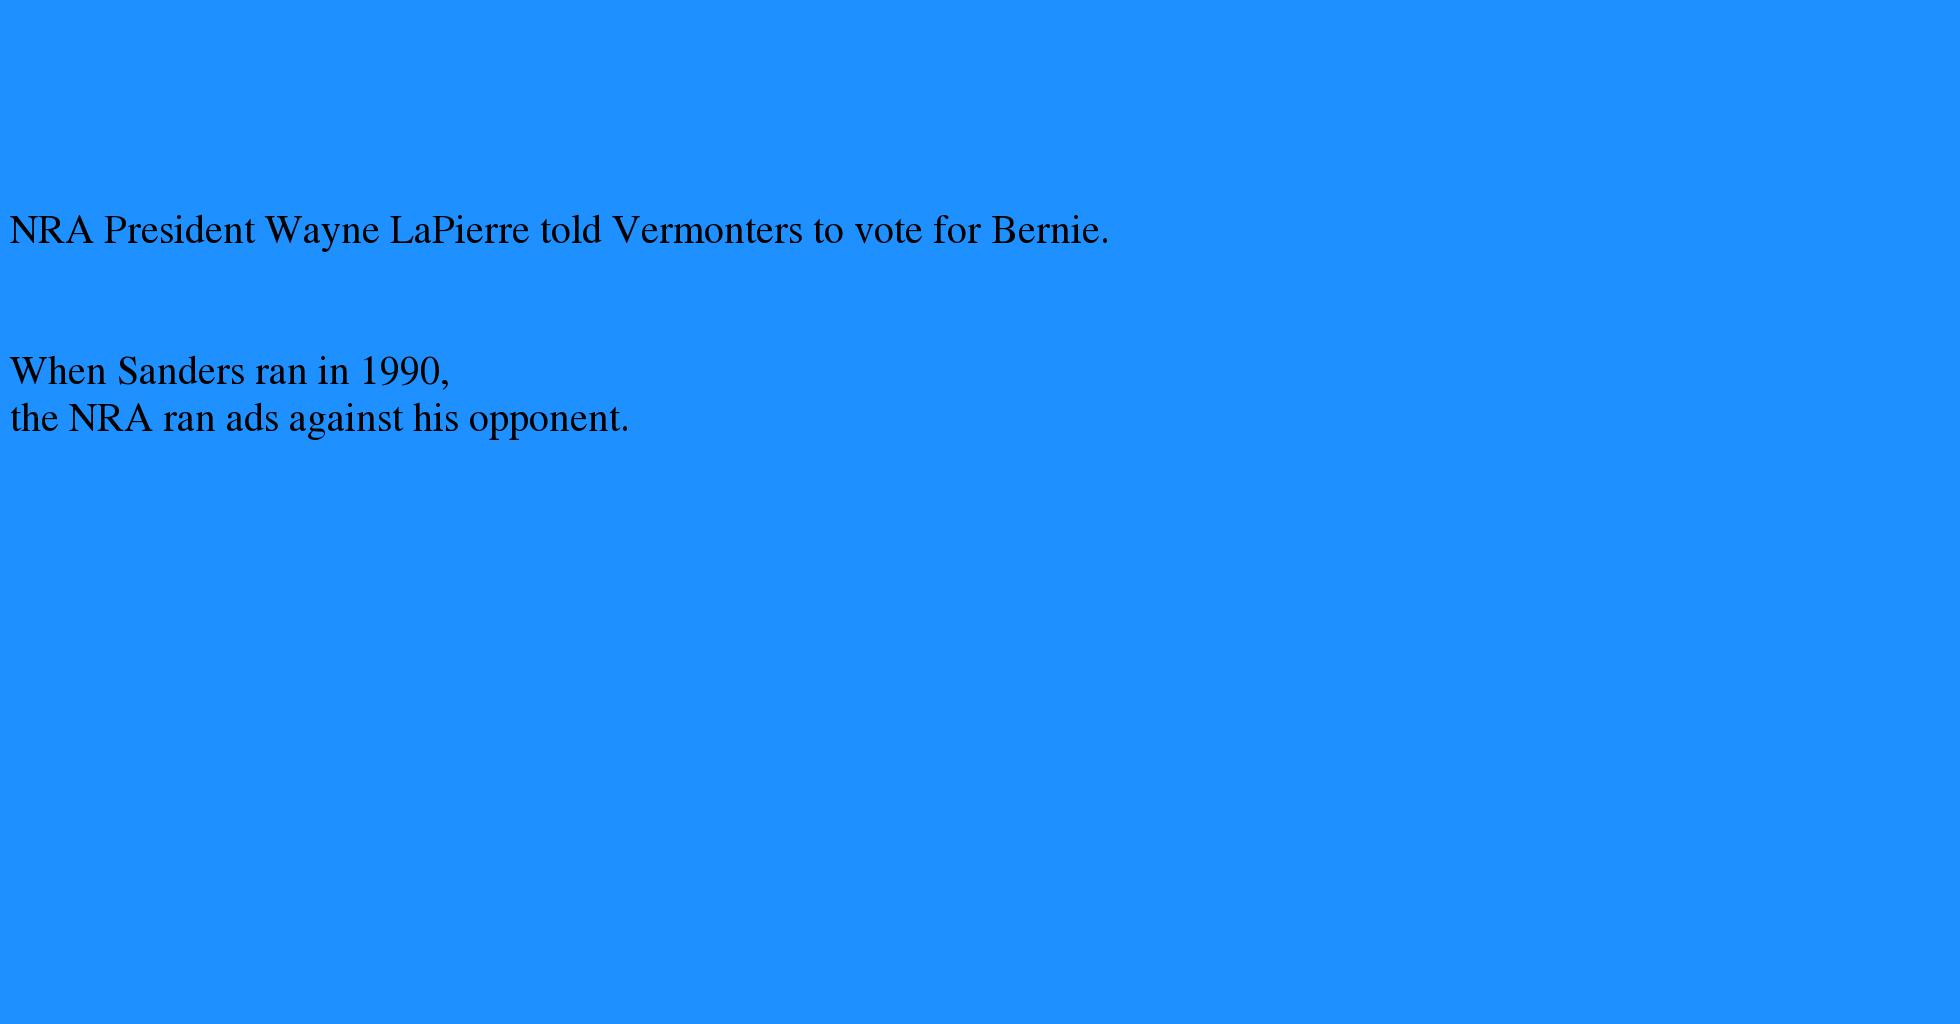 NRA President Wayne LaPierre told Vermonters to vote for Bernie.
When Sanders ran in 1990,
the NRA ran ads against his opponent.